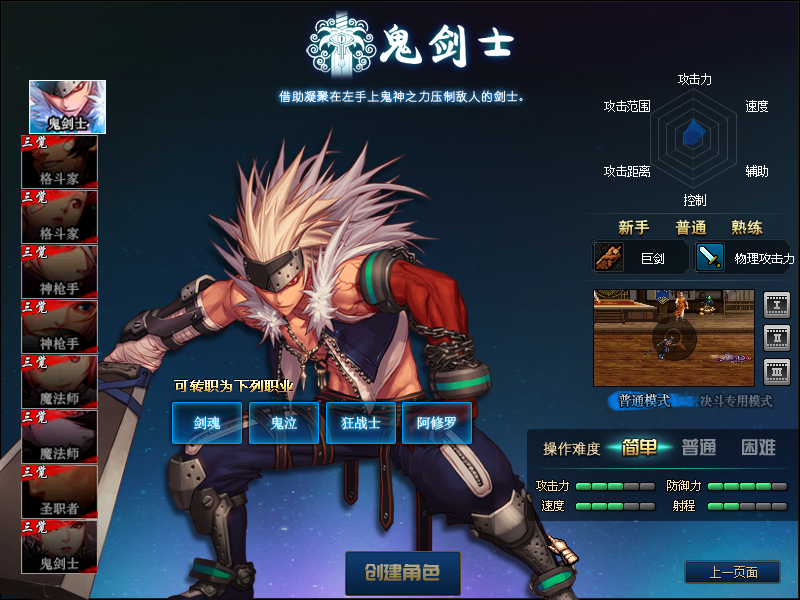 鬼剑士
借助凝聚在左手上鬼神之力压制敌人的剑士。
鬼剑士
三觉
格斗家
三觉
格斗家
三觉
神枪手
三觉
神枪手
三觉
魔法师
三觉
魔法师
三觉
圣职者
三觉
鬼剑士
攻击力
攻击范围
速度
攻击距离
辅助
控制
新手 普通 熟练
巨剑 物理攻击力
I
II
III
普通模式 决斗专用模式
可转职为下列职业
剑魂 鬼泣 狂战士 阿修罗
操作难度 简单 普通 困难
攻击力 防御力
速度 射程
创建角色
上一页面